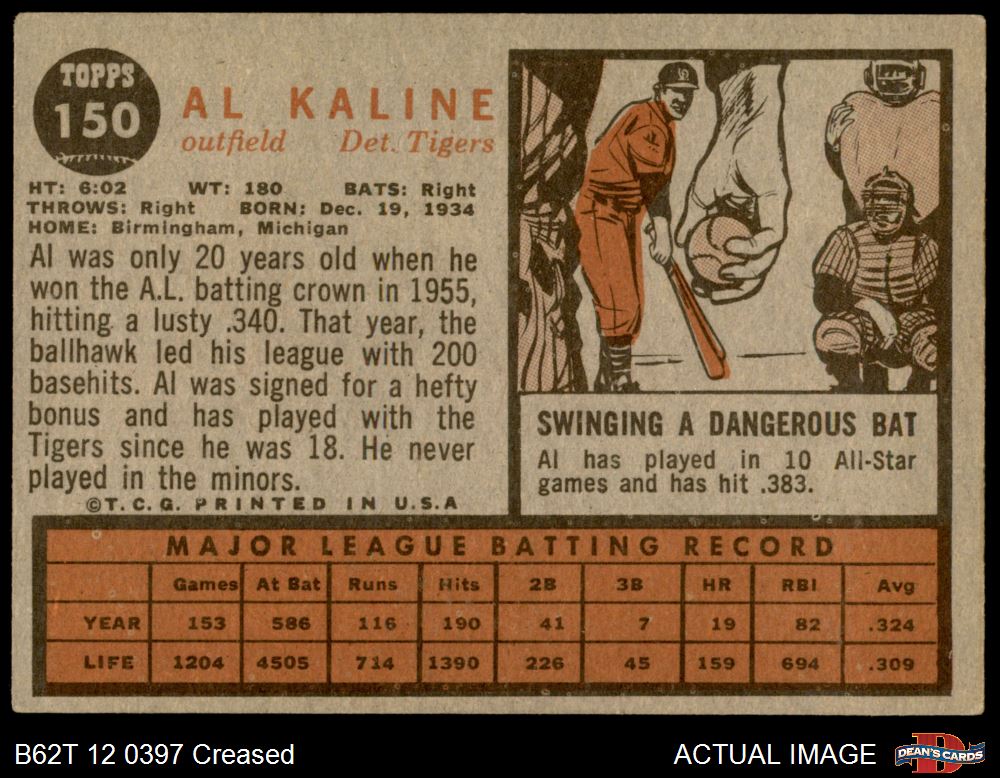 TOPPS
150
AL KALINE
outfield Det. Tigers
HT: 6:02 WT: 180 BATS: Right
THROWS: Right BORN: Dec. 19, 1934
HOME: Birmingham, Michigan
Al was only 20 years old when he
won the A.L. batting crown in 1955,
hitting a lusty .340. That year, the
ballhawk led his league with 200
basehits. Al was signed for a hefty
bonus and has played with the
Tigers since he was 18. He never
played in the minors.
©T.C.G. PRINTED IN U.S.A
SWINGING A DANGEROUS BAT
Al has played in 10 All-Star
games and has hit .383.
MAJOR LEAGUE BATTING RECORD
Games At Bat Runs Hits 2B 3B HR RBI Avg
YEAR 153 586 116 190 41 7 19 82 .324
LIFE 1204 4505 714 1390 226 45 159 694 .309
B62T 12 0397 Creased
ACTUAL IMAGE
DEAN'S CARDS